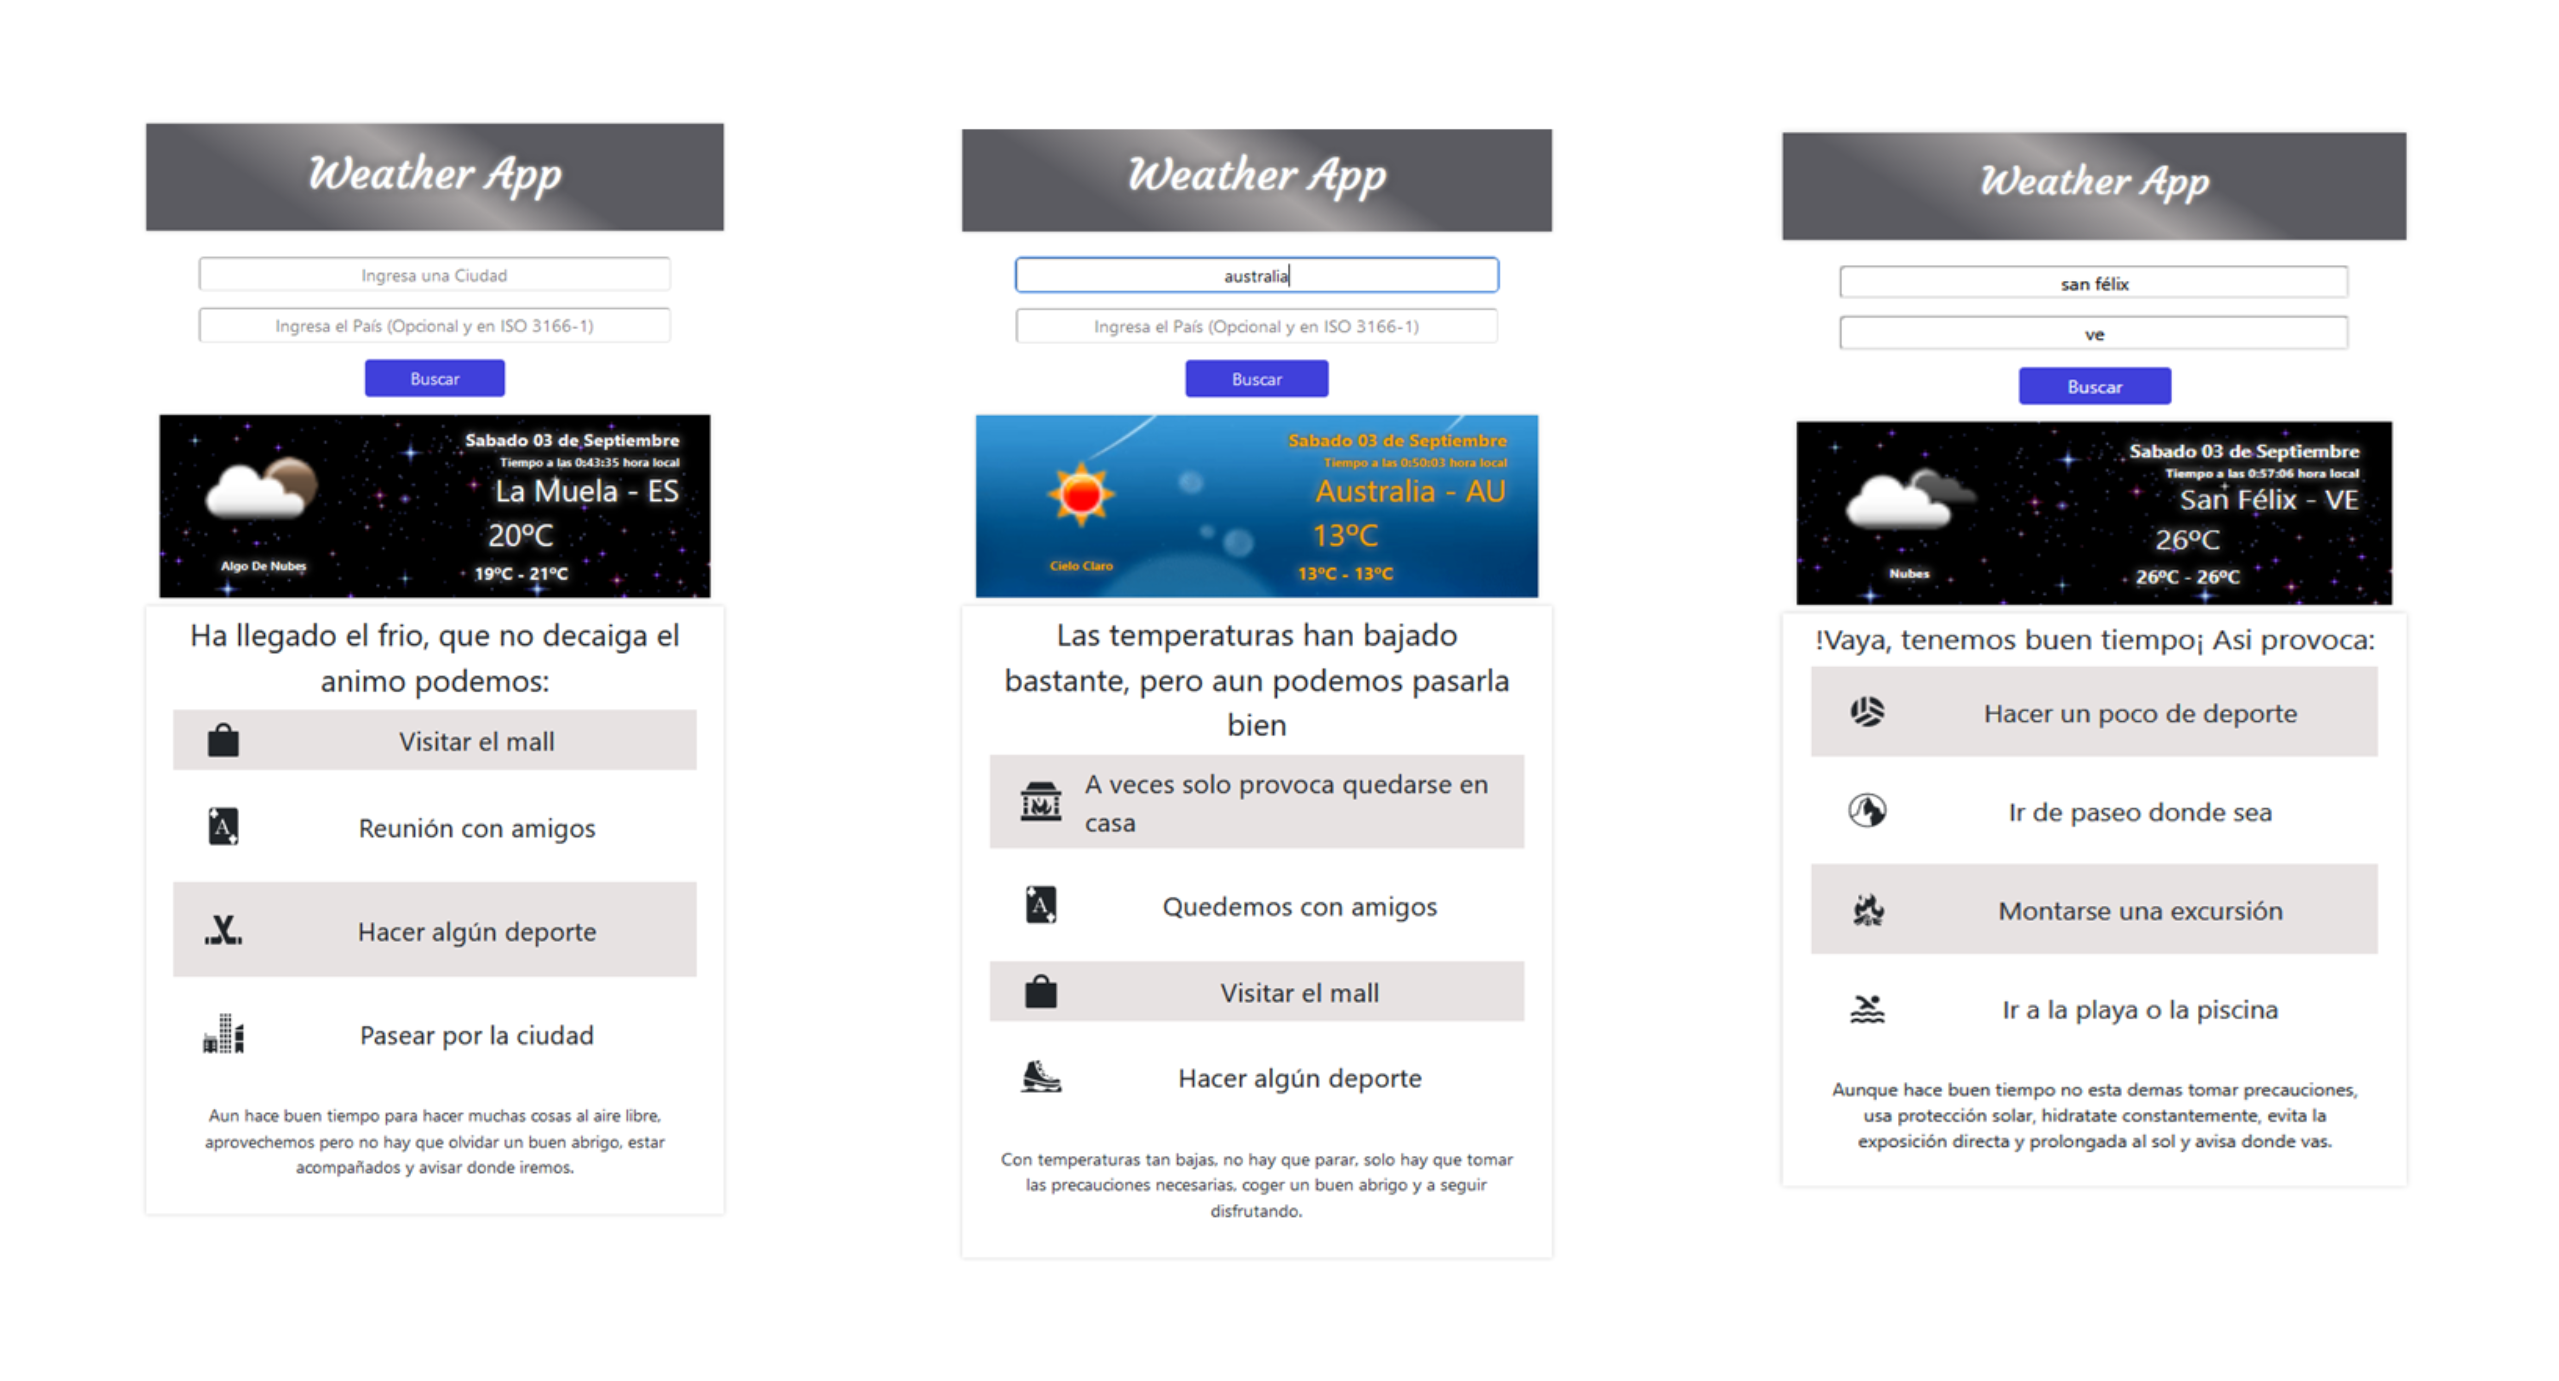 Weather App
Ingresa una Ciudad
Ingresa el País (Opcional y en ISO 3166-1)
Buscar
Sabado 03 de Septiembre
Tiempo a las 0:43:35 hora local
La Muela - ES
20ºC
Algo De Nubes
19ºC - 21ºC
Ha llegado el frio, que no decaiga el
animo podemos:
Visitar el mall
A
Reunión con amigos
Hacer algún deporte
Pasear por la ciudad
Aun hace buen tiempo para hacer muchas cosas al aire libre,
aprovechemos pero no hay que olvidar un buen abrigo, estar
acompañados y avisar donde iremos.
Weather App
australia
Ingresa el País (Opcional y en ISO 3166-1)
Buscar
Sabado 03 de Septiembre
Tiempo a las 0:50:03 hora local
Australia - AU
13ºC
Cielo Claro
13ºC - 13ºC
Las temperaturas han bajado
bastante, pero aun podemos pasarla
bien
A veces solo provoca quedarse en
casa
A
Quedemos con amigos
Visitar el mall
Hacer algún deporte
Con temperaturas tan bajas, no hay que parar, solo hay que tomar
las precauciones necesarias, coger un buen abrigo y a seguir
disfrutando.
Weather App
san félix
ve
Buscar
Sabado 03 de Septiembre
Tiempo a las 0:57:06 hora local
San Félix - VE
26ºC
Nubes
26ºC - 26ºC
!Vaya, tenemos buen tiempo¡ Asi provoca:
Hacer un poco de deporte
Ir de paseo donde sea
Montarse una excursión
Ir a la playa o la piscina
Aunque hace buen tiempo no esta demas tomar precauciones,
usa protección solar, hidratate constantemente, evita la
exposición directa y prolongada al sol y avisa donde vas.